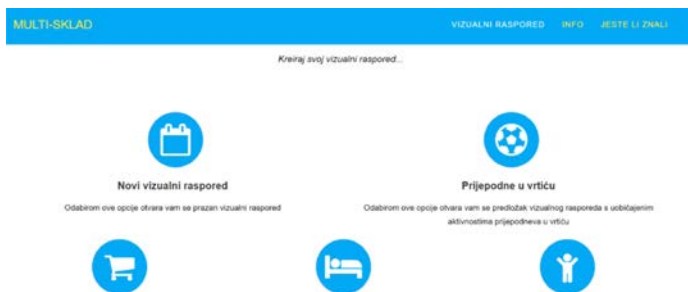 MULTI-SKLAD
VIZUALNI RASPORED INFO JESTE LI ZNALI
Kreiraj svoj vizualni raspored...
Novi vizualni raspored
Odabirom ove opcije otvara vam se prazan vizualni raspored
Prijepodne u vrtiću
Odabirom ove opcije otvara vam se predložak vizualnog rasporeda s uobičajenim
aktivnostima prijepodneva u vrtiću